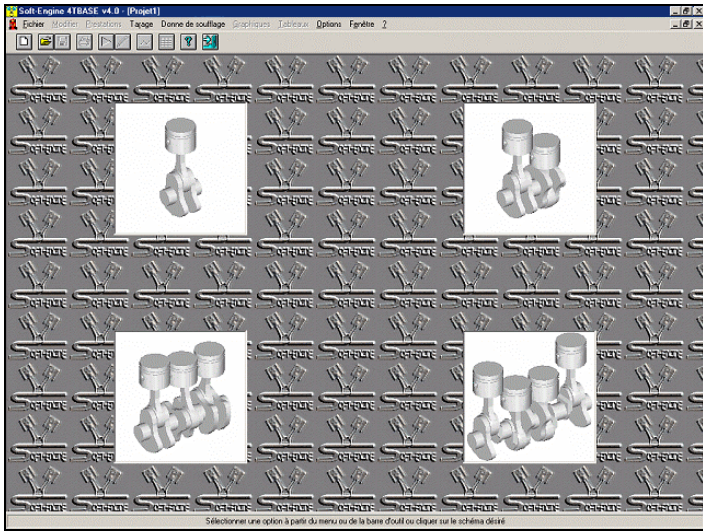 Soft-Engine 4TBASE v4.0 - [Projet1]
Fichier Modifier Prestations Tarage Donne de soufflage Graphiques Tableaux Options Fenêtre ?
Sélectionner une option à partir du menu ou de la barre d'outil ou cliquer sur le schéma désiré